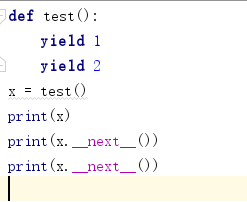 def test():
    yield 1
    yield 2
x = test()
print(x)
print(x.__next__())
print(x.__next__())